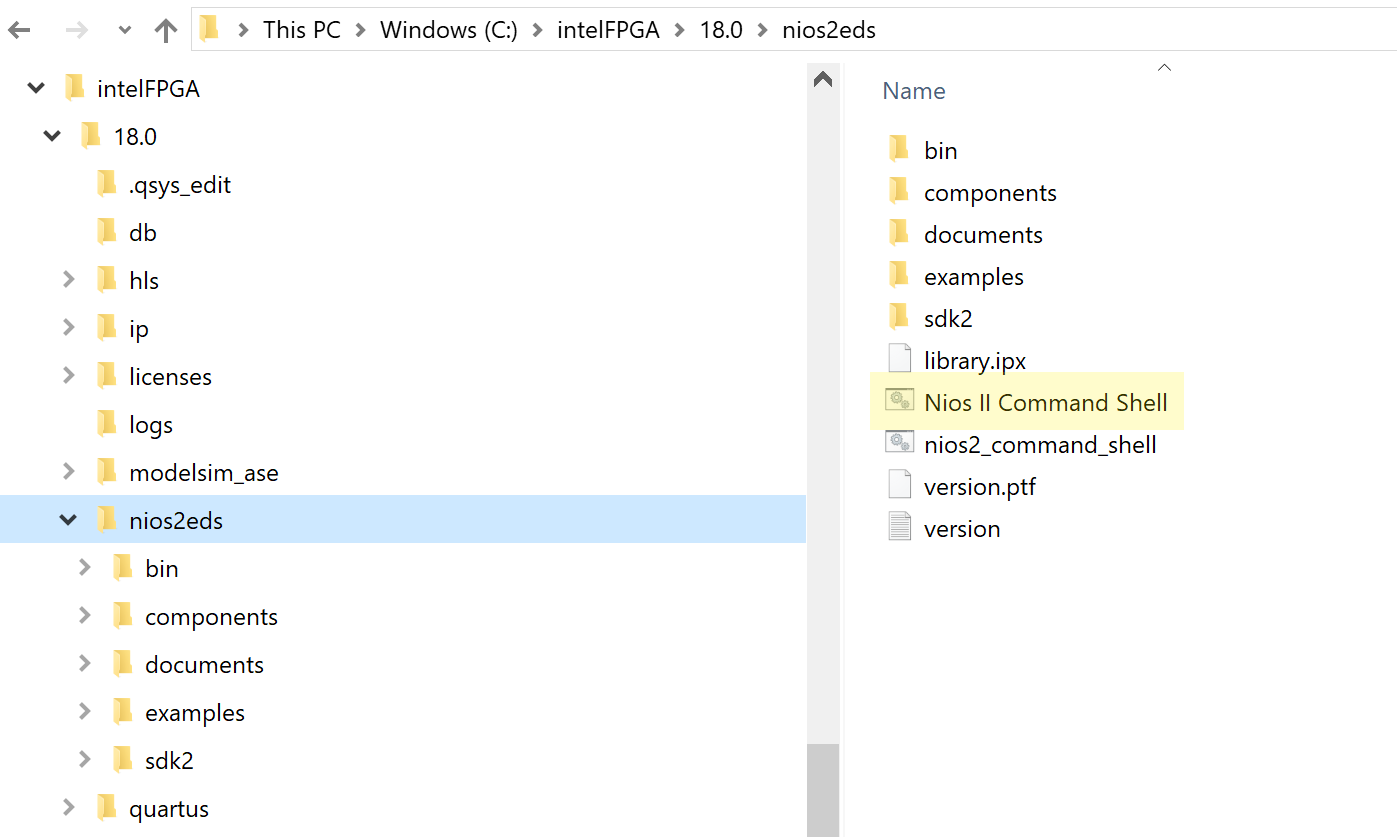 This PC Windows (C:) intelFPGA 18.0 nios2eds
intelFPGA
18.0
.qsys_edit
db
hls
ip
licenses
logs
modelsim_ase
nios2eds
bin
components
documents
examples
sdk2
quartus
Name
bin
components
documents
examples
sdk2
library.ipx
Nios II Command Shell
nios2_command_shell
version.ptf
version